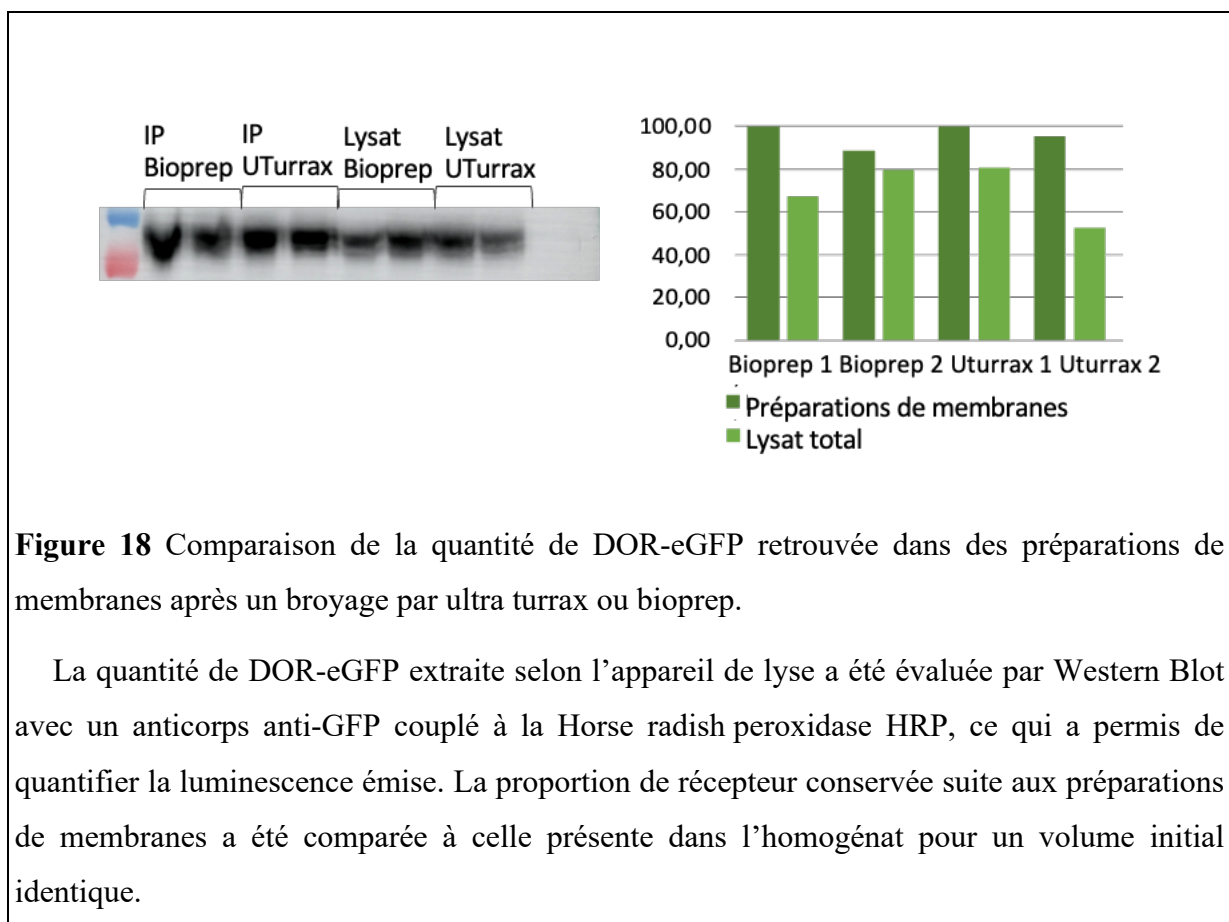 IP
Bioprep
IP
UTurrax
Lysat
Bioprep
Lysat
UTurrax
100,00
80,00
60,00
40,00
20,00
0,00
Bioprep 1 Bioprep 2 Uturrax 1 Uturrax 2
Préparations de membranes
Lysat total
Figure 18 Comparaison de la quantité de DOR-eGFP retrouvée dans des préparations de
membranes après un broyage par ultra turrax ou bioprep.
La quantité de DOR-eGFP extraite selon l’appareil de lyse a été évaluée par Western Blot
avec un anticorps anti-GFP couplé à la Horse radish peroxidase HRP, ce qui a permis de
quantifier la luminescence émise. La proportion de récepteur conservée suite aux préparations
de membranes a été comparée à celle présente dans l’homogénat pour un volume initial
identique.